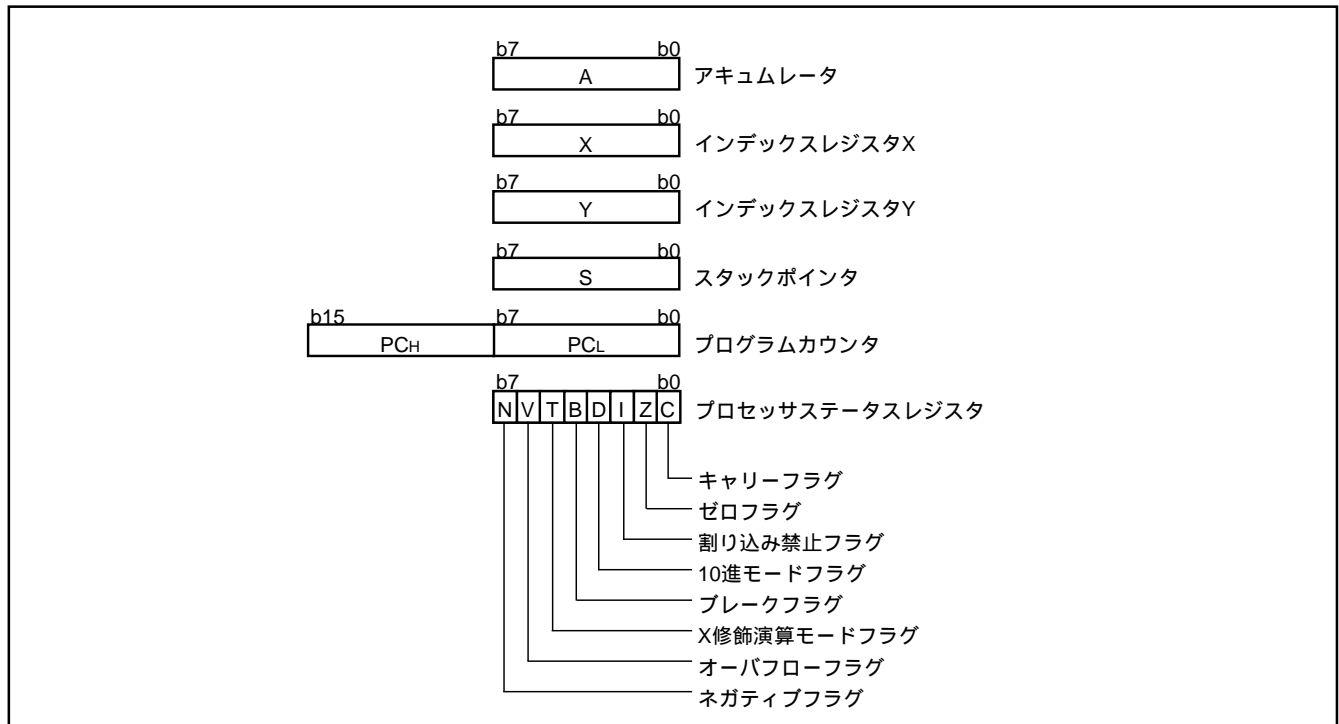 b7 b0
A アキュムレータ
b7 b0
X インデックスレジスタX
b7 b0
Y インデックスレジスタY
b7 b0
S スタックポインタ
b15 b7 b0
PCH PCL プログラムカウンタ
b7 b0
N V T B D I Z C プロセッサステータスレジスタ
キャリーフラグ
ゼロフラグ
割り込み禁止フラグ
10進モードフラグ
ブレークフラグ
X修飾演算モードフラグ
オーバフローフラグ
ネガティブフラグ